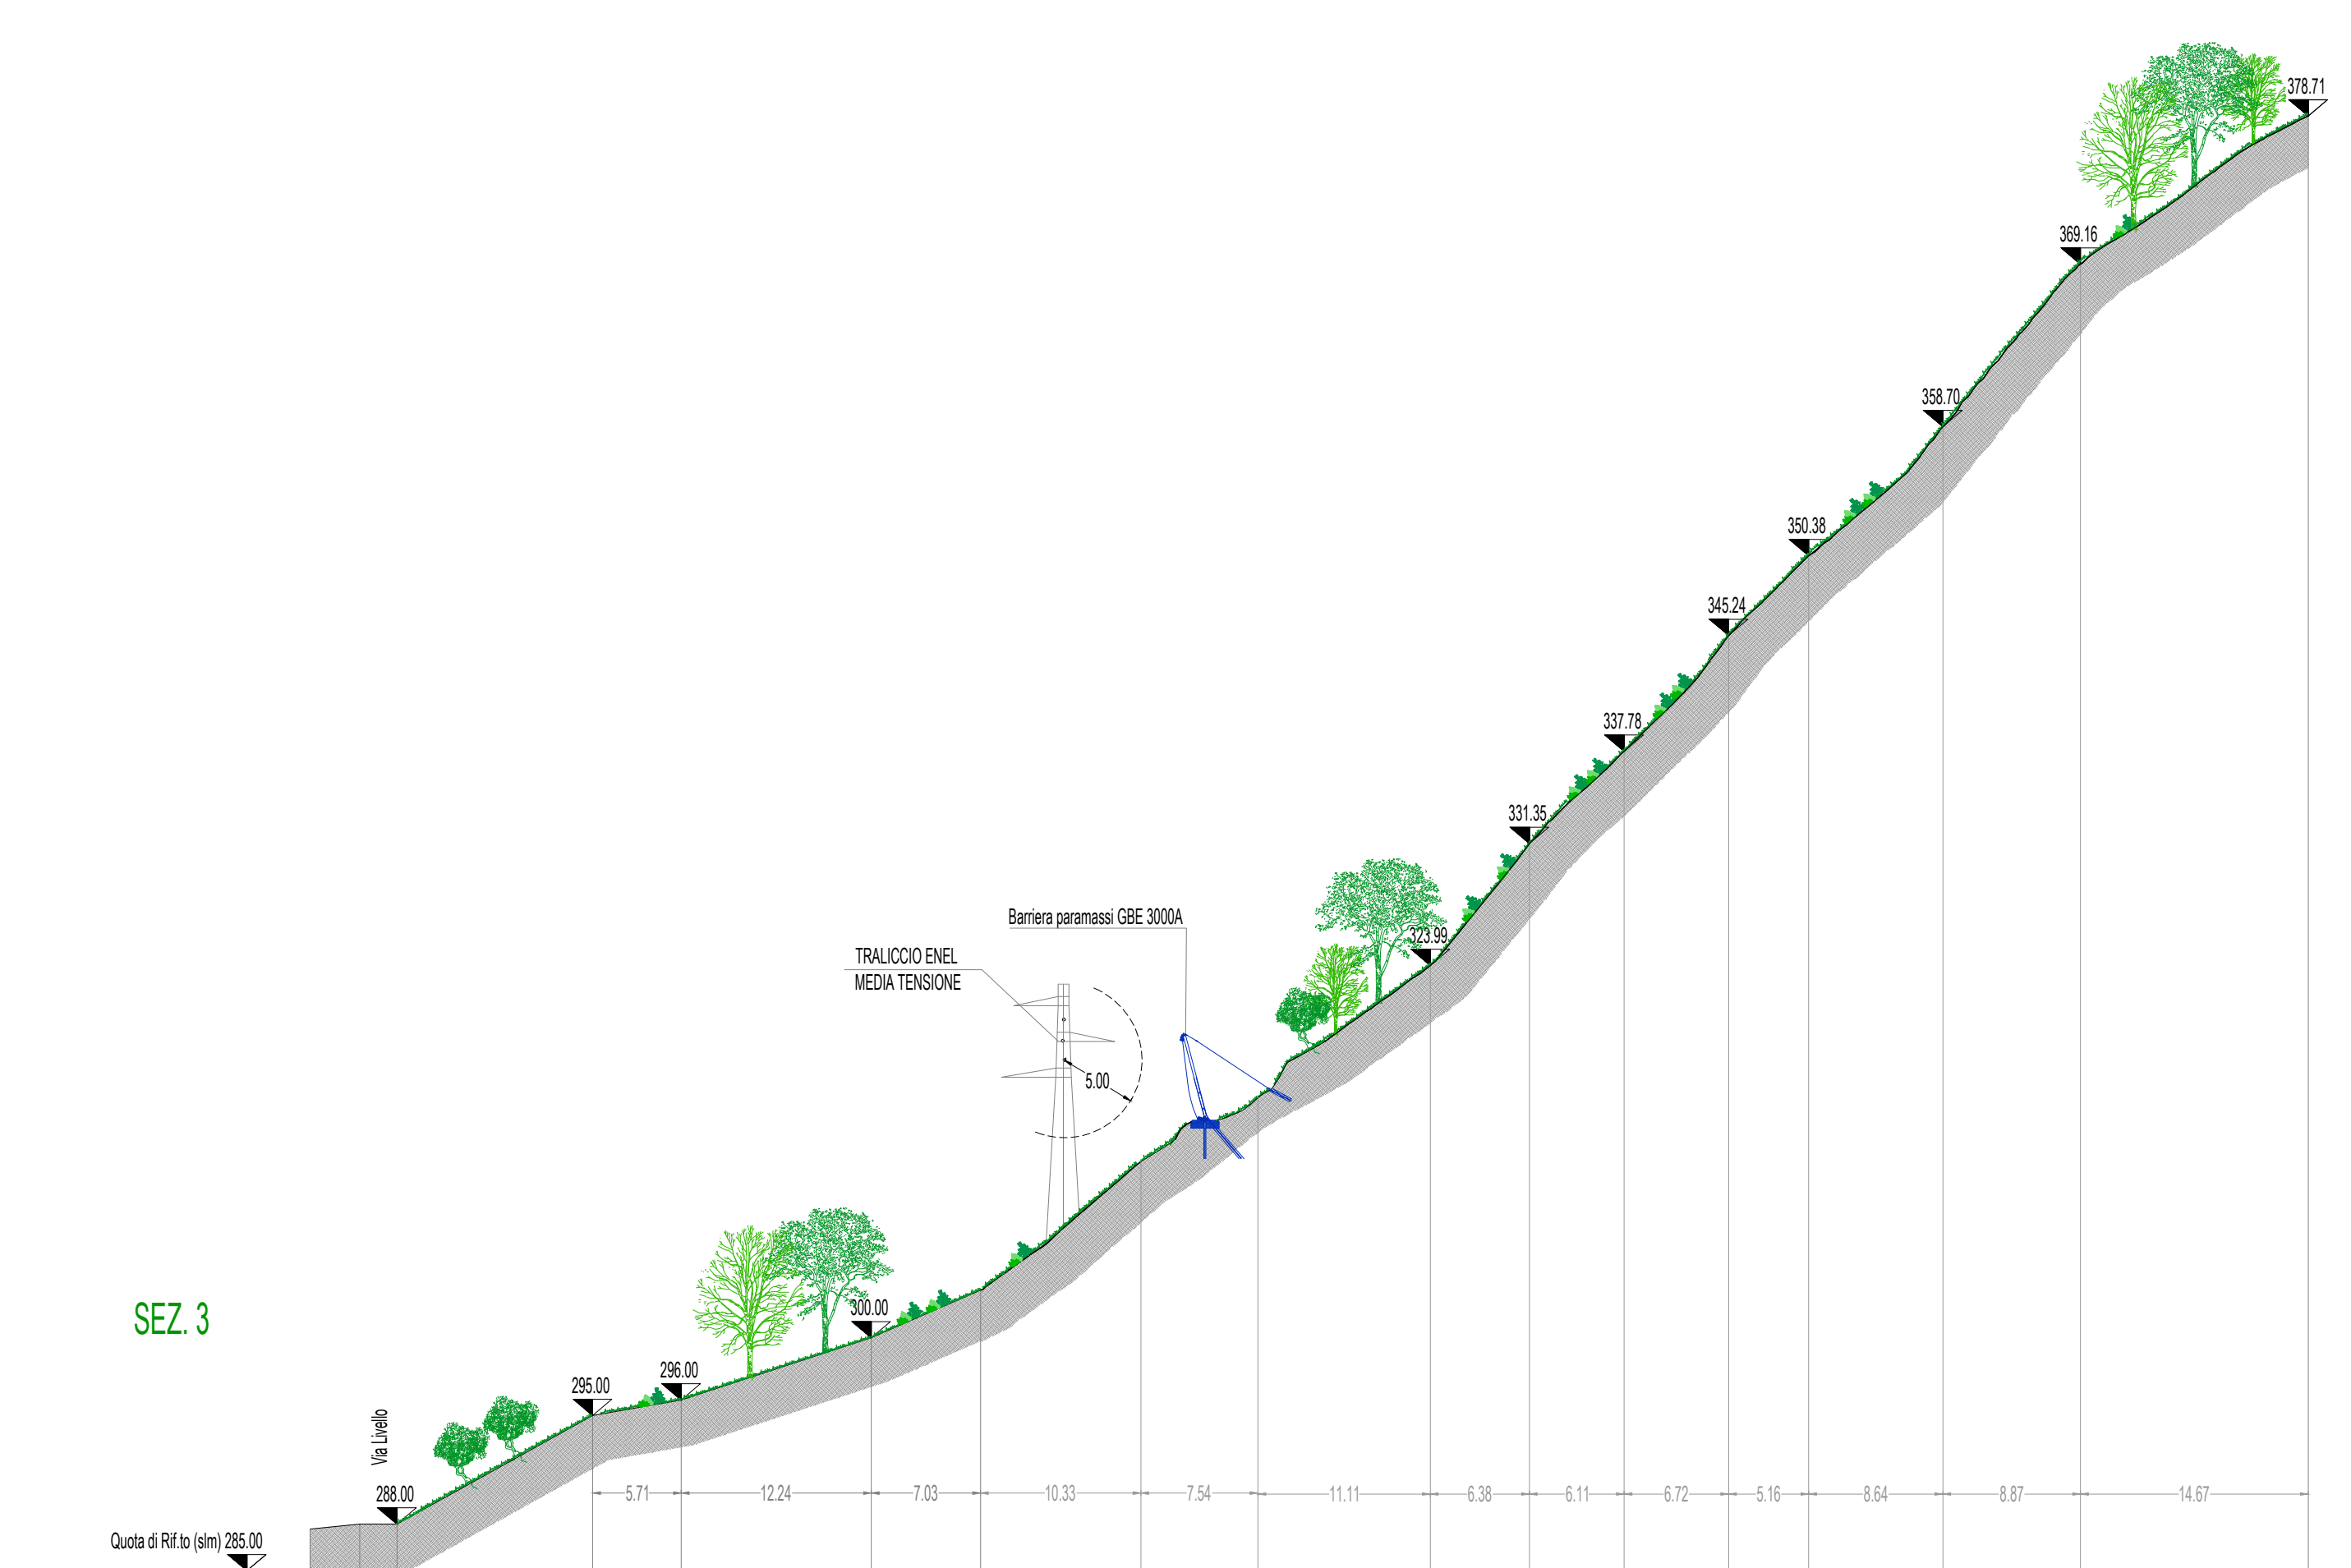 378.71
369.16
358.70
350.38
345.24
337.78
331.35
Barriera paramassi GBE 3000A
323.99
TRALICCIO ENEL
MEDIA TENSIONE
5.00
SEZ. 3
300.00
296.00
295.00
Via Livello
288.00
5.71 12.24 7.03 10.33 7.54 11.11 6.38 6.11 6.72 5.16 8.64 8.87 14.67
Quota di Rif.to (slm) 285.00